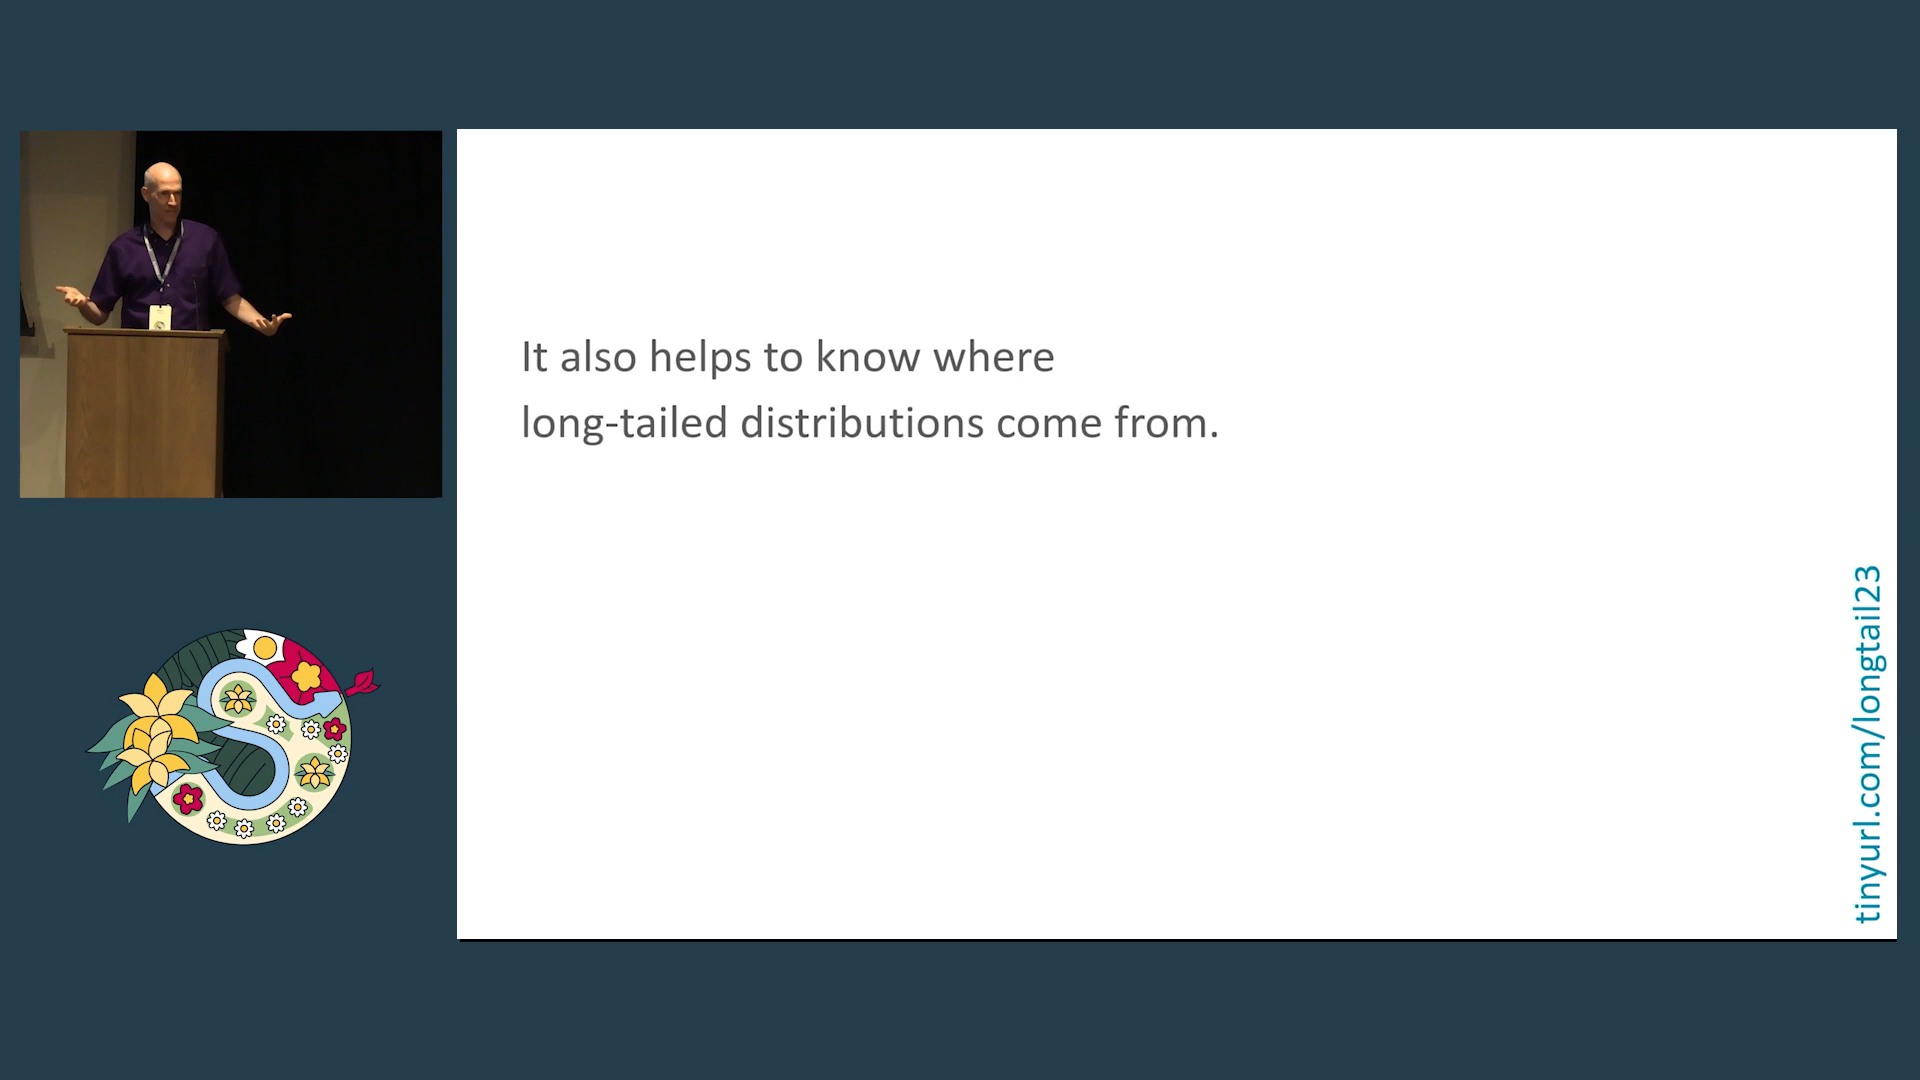 It also helps to know where
long-tailed distributions come from.
tinyurl.com/longtail23